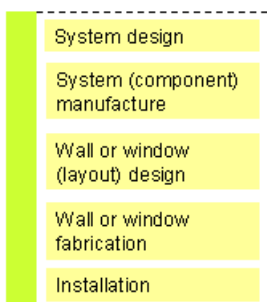 System design
System (component)
manufacture
Wall or window
(layout) design
Wall or window
fabrication
Installation